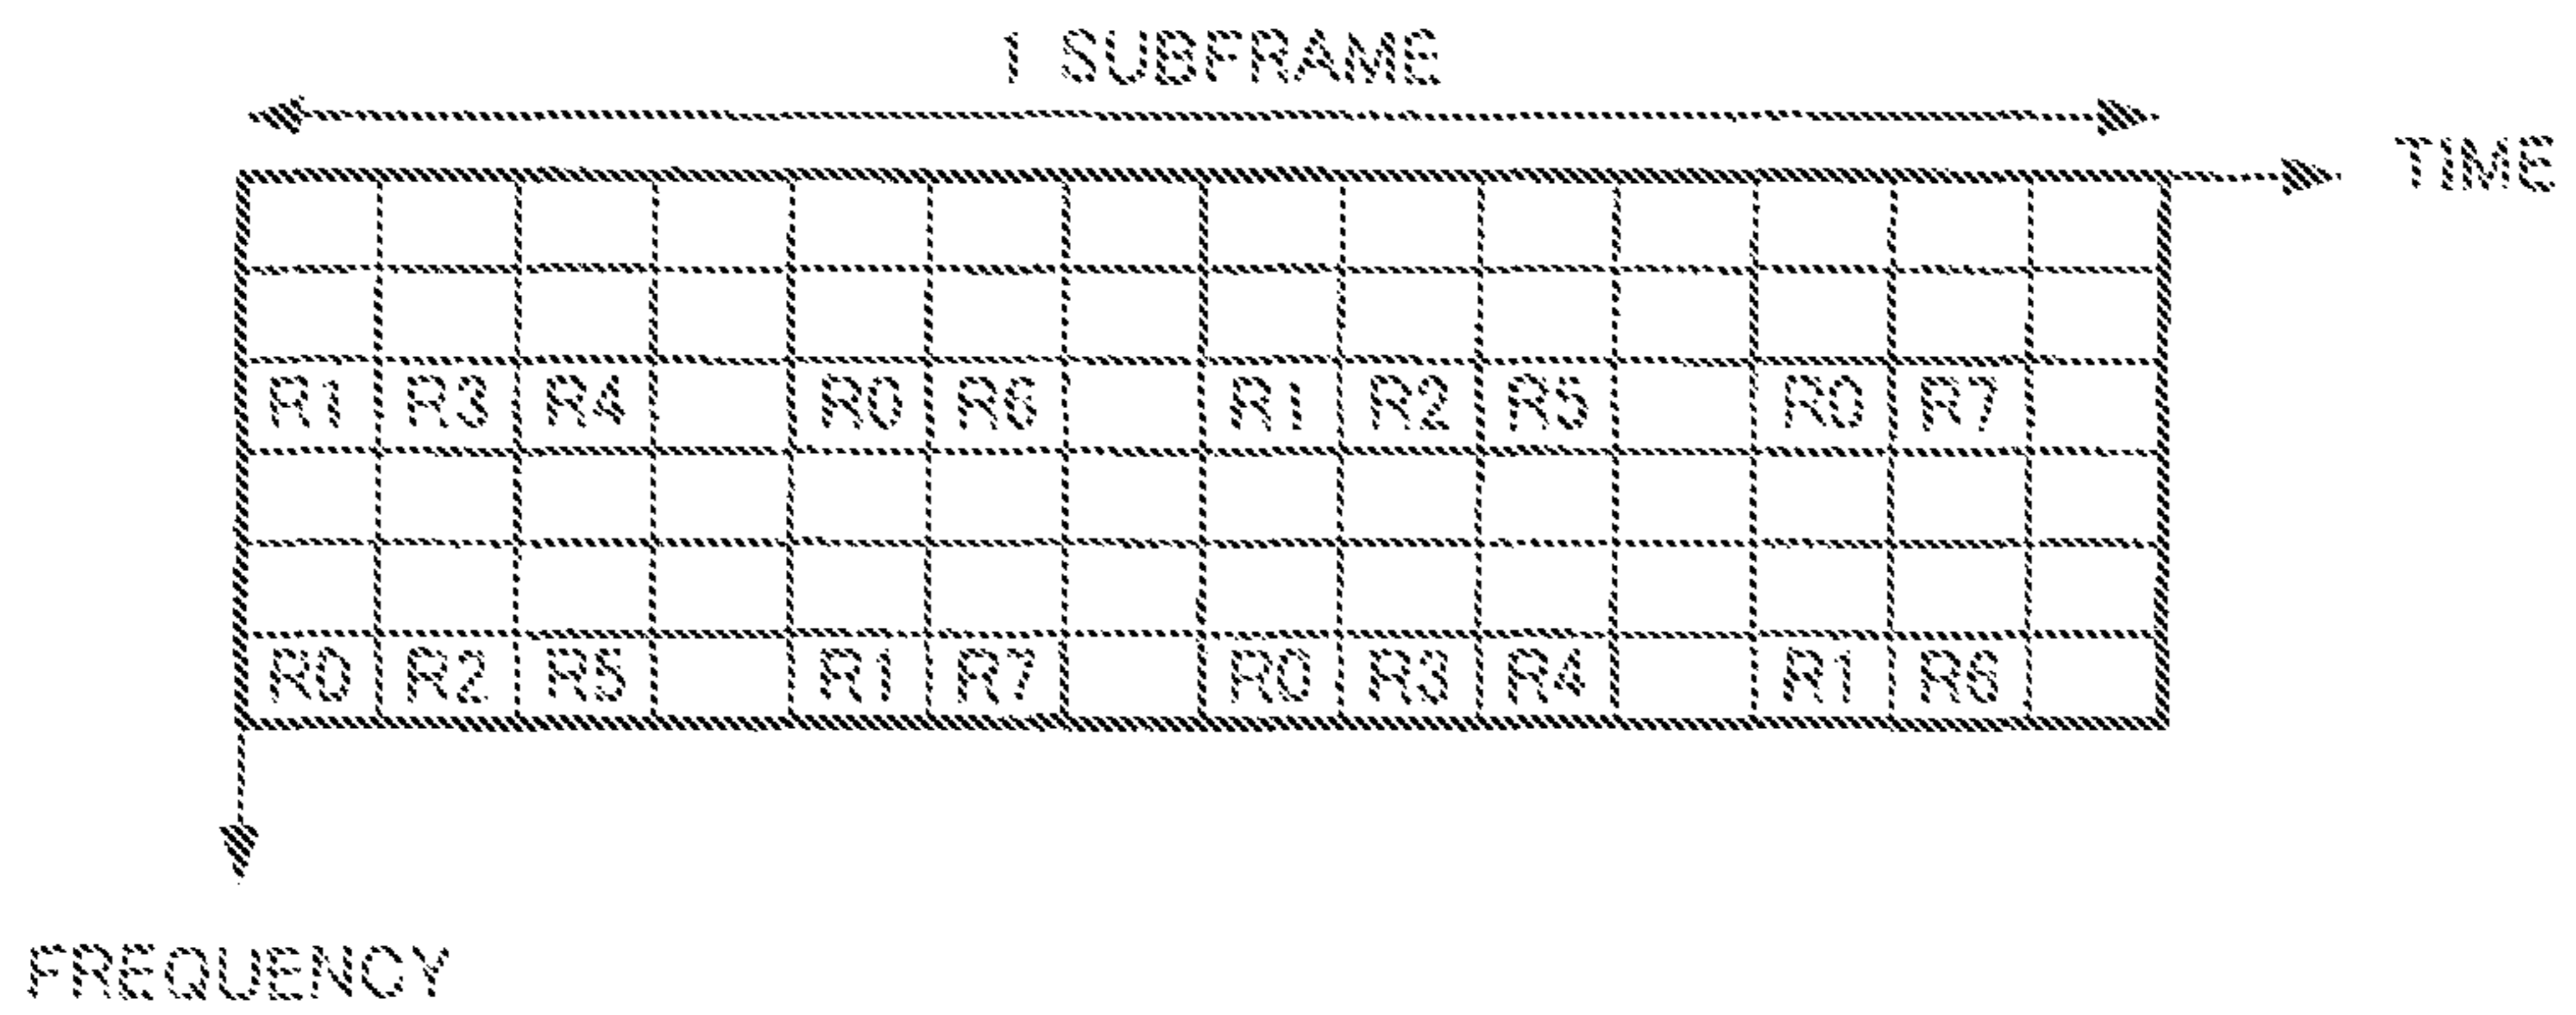 1 SUBFRAME
TIME
R1 R3 R4 R0 R6 R1 R2 R5 R0 R7
R0 R2 R5 R1 R7 R0 R3 R4 R1 R6
FREQUENCY